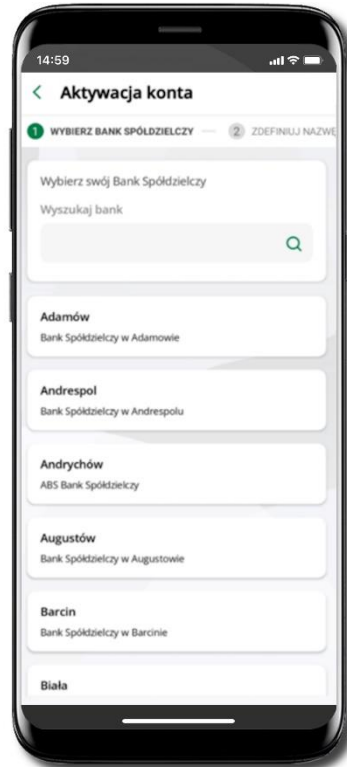 14:59
Aktywacja konta
1 WYBIERZ BANK SPÓŁDZIELCZY 2 ZDEFINIUJ NAZWĘ
Wybierz swój Bank Spółdzielczy
Wyszukaj bank
Adamów
Bank Spółdzielczy w Adamowie
Andrespol
Bank Spółdzielczy w Andrespolu
Andrychów
ABS Bank Spółdzielczy
Augustów
Bank Spółdzielczy w Augustowie
Barcin
Bank Spółdzielczy w Barcinie
Biała